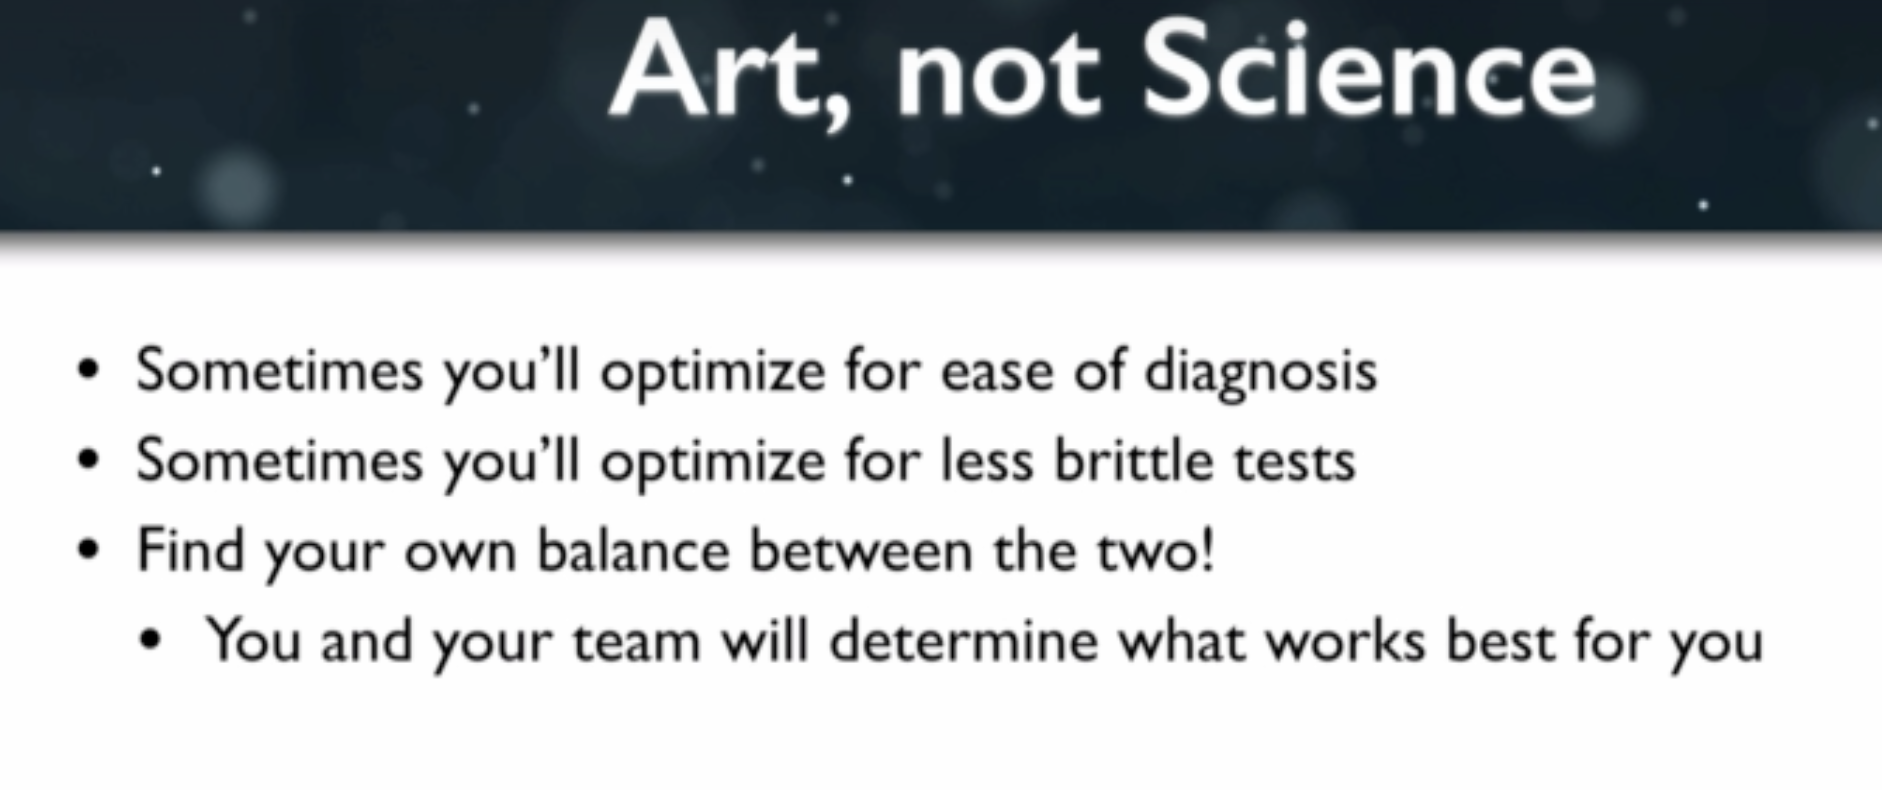 Art, not Science
• Sometimes you’ll optimize for ease of diagnosis
• Sometimes you’ll optimize for less brittle tests
• Find your own balance between the two!
• You and your team will determine what works best for you